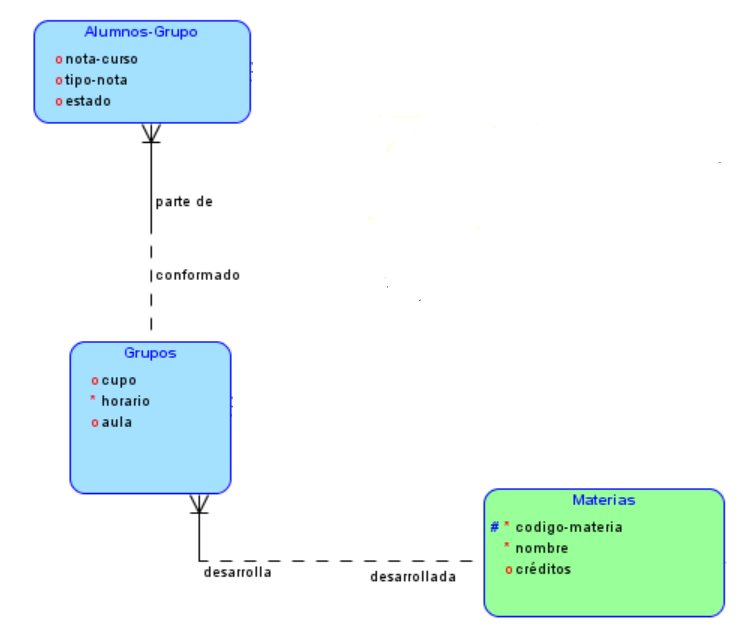 Alumnos-Grupo
o nota-curso
o tipo-nota
o estado
parte de
conformado
Grupos
o cupo
* horario
o aula
Materias
# * codigo-materia
* nombre
o créditos
desarrolla
desarrollada